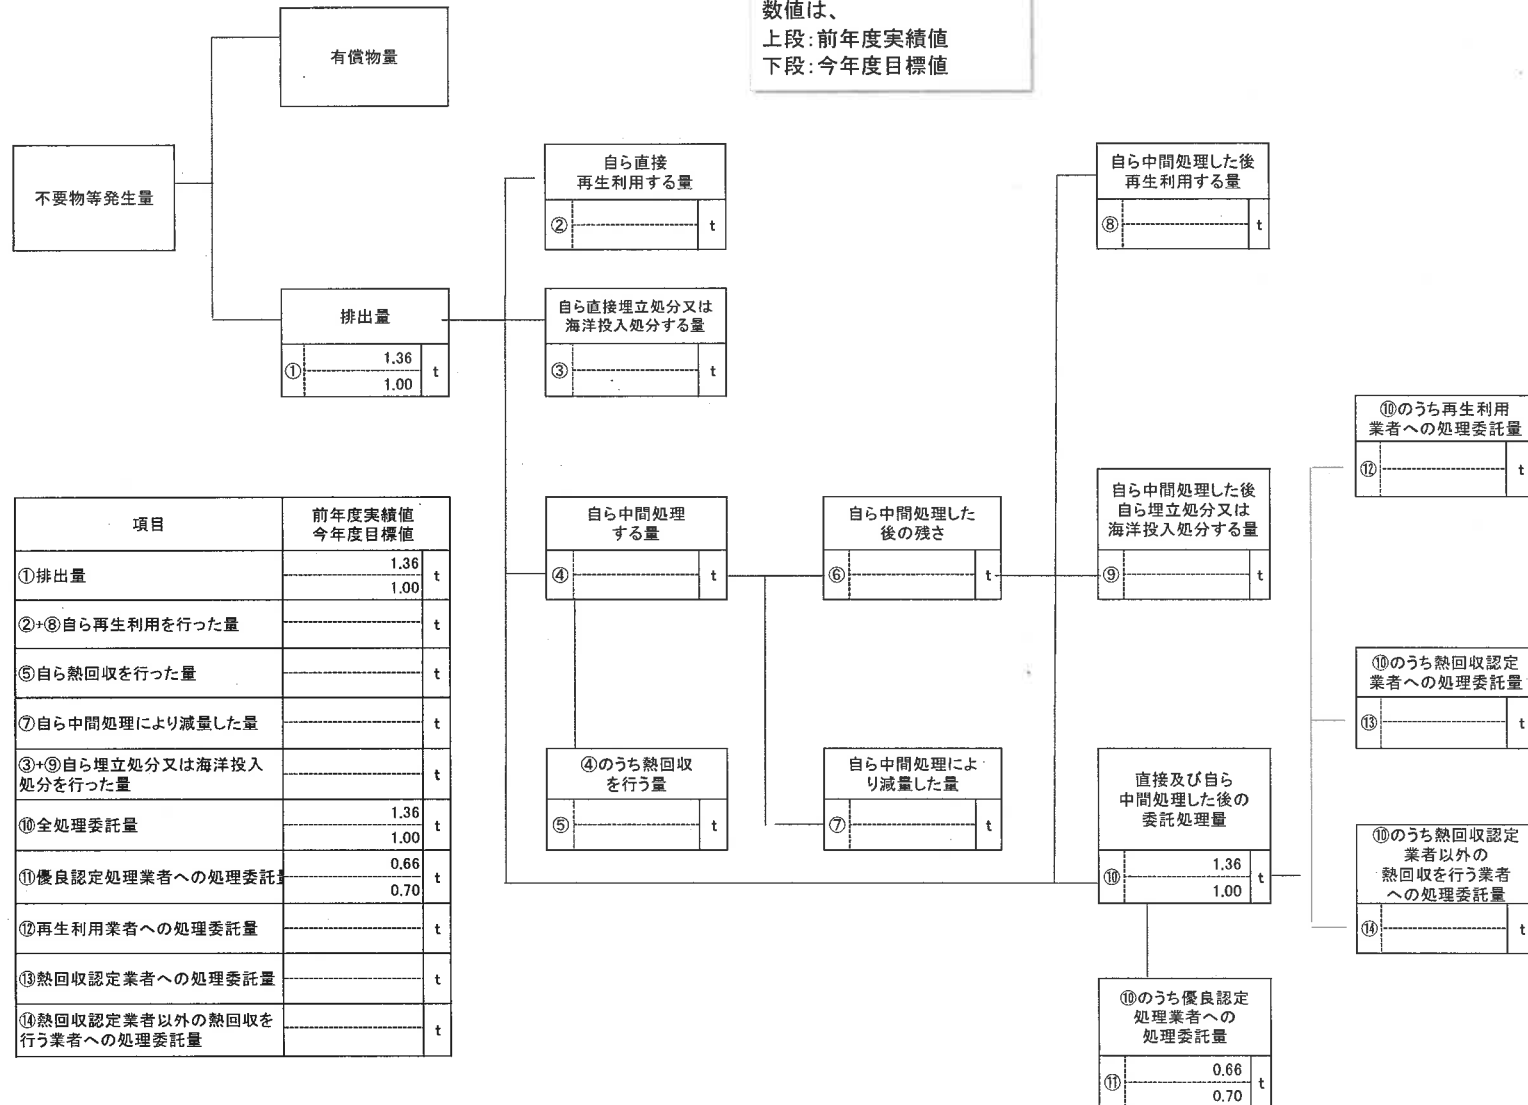 数値は、
上段:前年度実績値
下段:今年度目標値
有償物量
不要物等発生量
排出量
①
1.36
1.00
t
自ら直接
再生利用する量
②
t
自ら直接埋立処分又は
海洋投入処分する量
③
t
自ら中間処理した後
再生利用する量
⑧
t
自ら中間処理
する量
④
t
自ら中間処理した
後の残さ
⑥
t
自ら中間処理した後
自ら埋立処分又は
海洋投入処分する量
⑨
t
④のうち熱回収
を行う量
⑤
t
自ら中間処理によ
り減量した量
⑦
t
直接及び自ら
中間処理した後の
委託処理量
⑩
1.36
1.00
t
⑩のうち優良認定
処理業者への
処理委託量
⑪
0.66
0.70
t
⑩のうち再生利用
業者への処理委託量
⑫
t
⑩のうち熱回収認定
業者への処理委託量
⑬
t
⑩のうち熱回収認定
業者以外の
熱回収を行う業者
への処理委託量
⑭
t
項目
前年度実績値
今年度目標値
①排出量
1.36
1.00
t
②+⑧自ら再生利用を行った量
t
⑤自ら熱回収を行った量
t
⑦自ら中間処理により減量した量
t
③+⑨自ら埋立処分又は海洋投入
処分を行った量
t
⑩全処理委託量
1.36
1.00
t
⑪優良認定処理業者への処理委託
0.66
0.70
t
⑫再生利用業者への処理委託量
t
⑬熱回収認定業者への処理委託量
t
⑭熱回収認定業者以外の熱回収を
行う業者への処理委託量
t